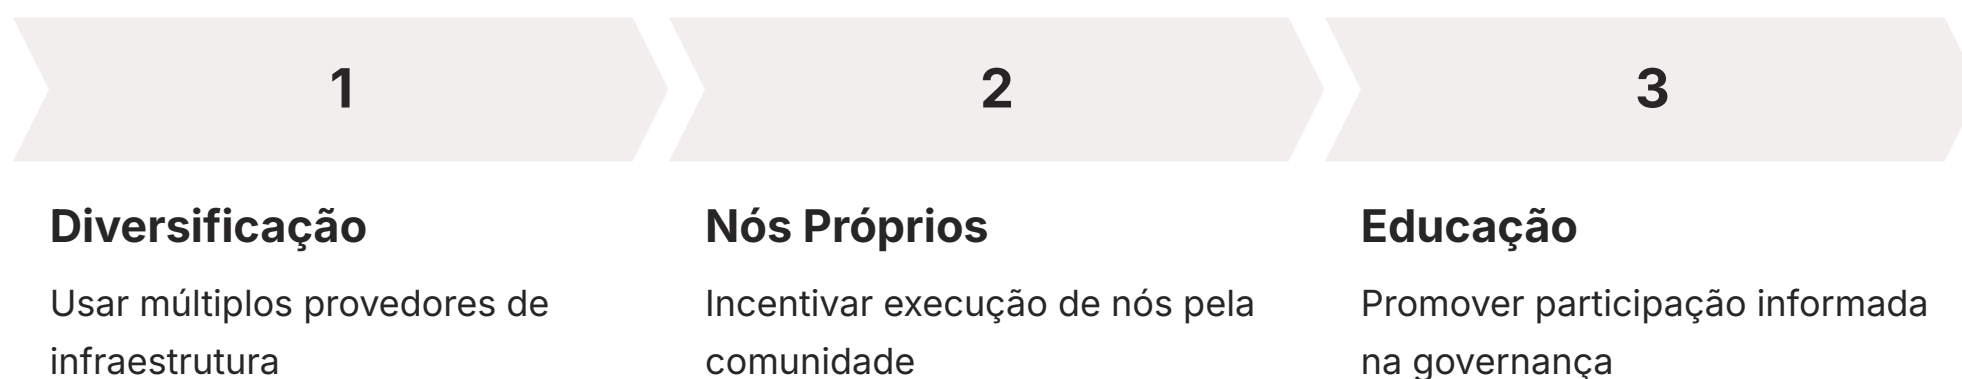 1
2
3
Diversificação
Usar múltiplos provedores de
infraestrutura
Nós Próprios
Incentivar execução de nós pela
comunidade
Educação
Promover participação informada
na governança